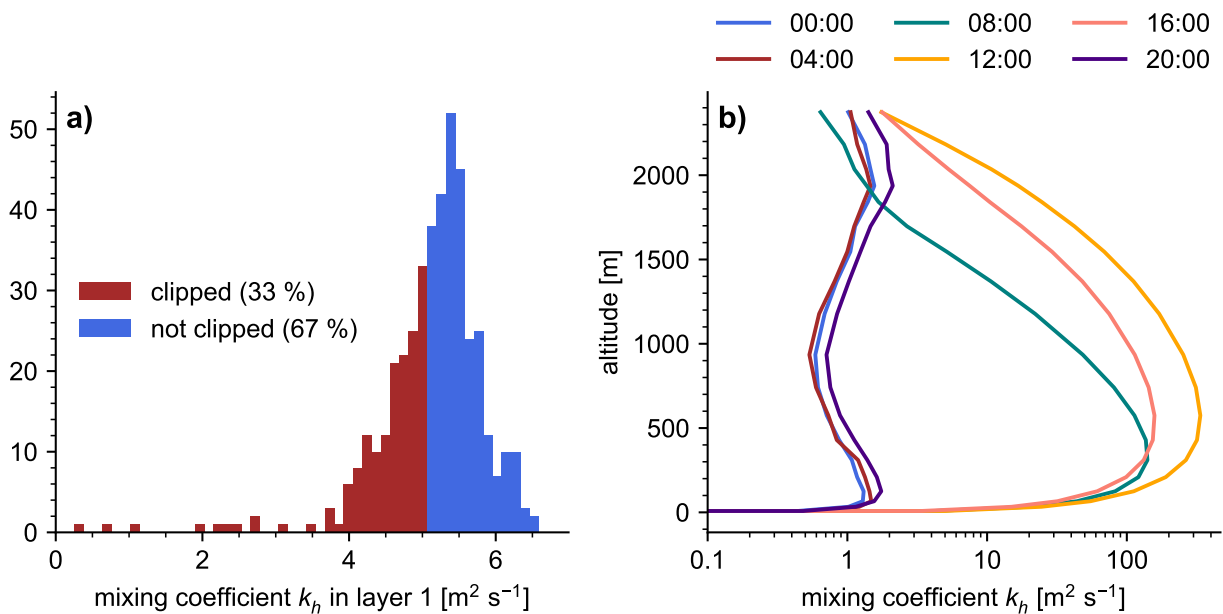 00:00 08:00 16:00
04:00 12:00 20:00
a)
50
40
30
20
10
0
clipped (33 %)
not clipped (67 %)
0 2 4 6
mixing coefficient k_h in layer 1 [m² s⁻¹]
b)
altitude [m]
2000
1500
1000
500
0
0.1 1 10 100
mixing coefficient k_h [m² s⁻¹]